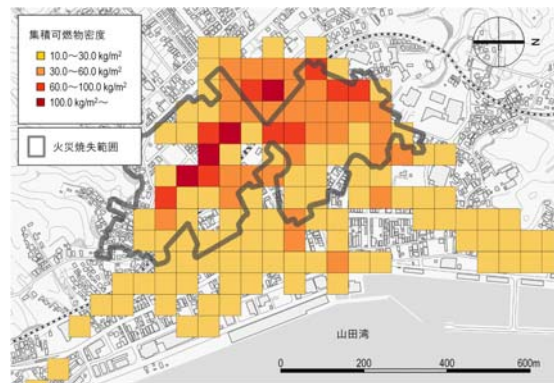 集積可燃物密度
10.0～30.0 kg/m²
30.0～60.0 kg/m²
60.0～100.0 kg/m²
100.0 kg/m²～
火災焼失範囲
N
山田湾
0 200 400 600m